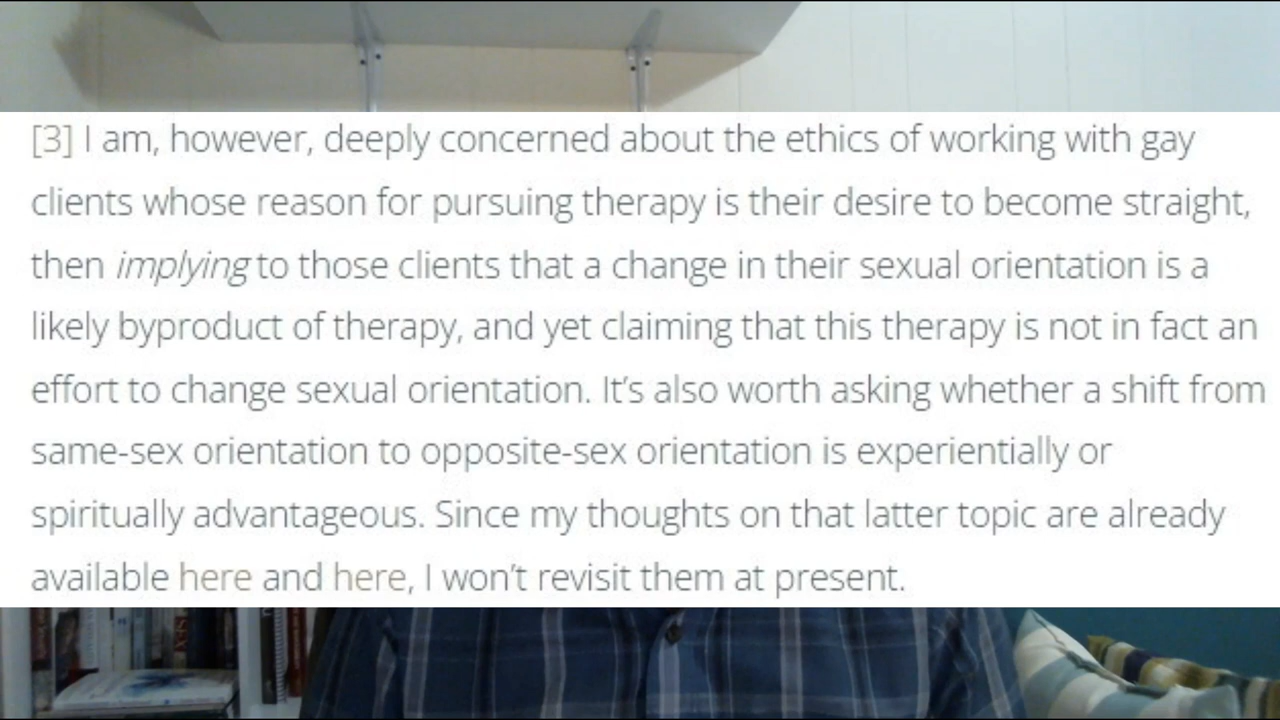 [3] I am, however, deeply concerned about the ethics of working with gay
clients whose reason for pursuing therapy is their desire to become straight,
then implying to those clients that a change in their sexual orientation is a
likely byproduct of therapy, and yet claiming that this therapy is not in fact an
effort to change sexual orientation. It’s also worth asking whether a shift from
same-sex orientation to opposite-sex orientation is experientially or
spiritually advantageous. Since my thoughts on that latter topic are already
available here and here, I won’t revisit them at present.